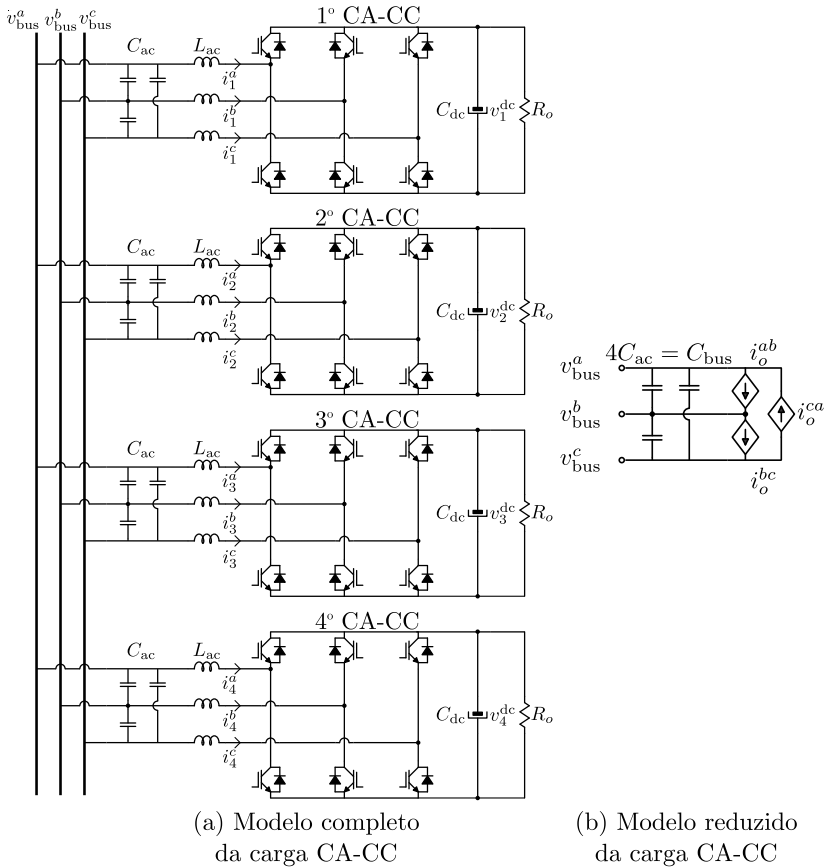 v_bus^a v_bus^b v_bus^c
1º CA-CC
C_ac L_ac
i_1^a
i_1^b
i_1^c
C_dc v_1^dc R_o
2º CA-CC
C_ac L_ac
i_2^a
i_2^b
i_2^c
C_dc v_2^dc R_o
3º CA-CC
C_ac L_ac
i_3^a
i_3^b
i_3^c
C_dc v_3^dc R_o
4º CA-CC
C_ac L_ac
i_4^a
i_4^b
i_4^c
C_dc v_4^dc R_o
(a) Modelo completo
da carga CA-CC
4C_ac = C_bus i_o^ab
v_bus^a
v_bus^b
i_o^ca
v_bus^c
i_o^bc
(b) Modelo reduzido
da carga CA-CC